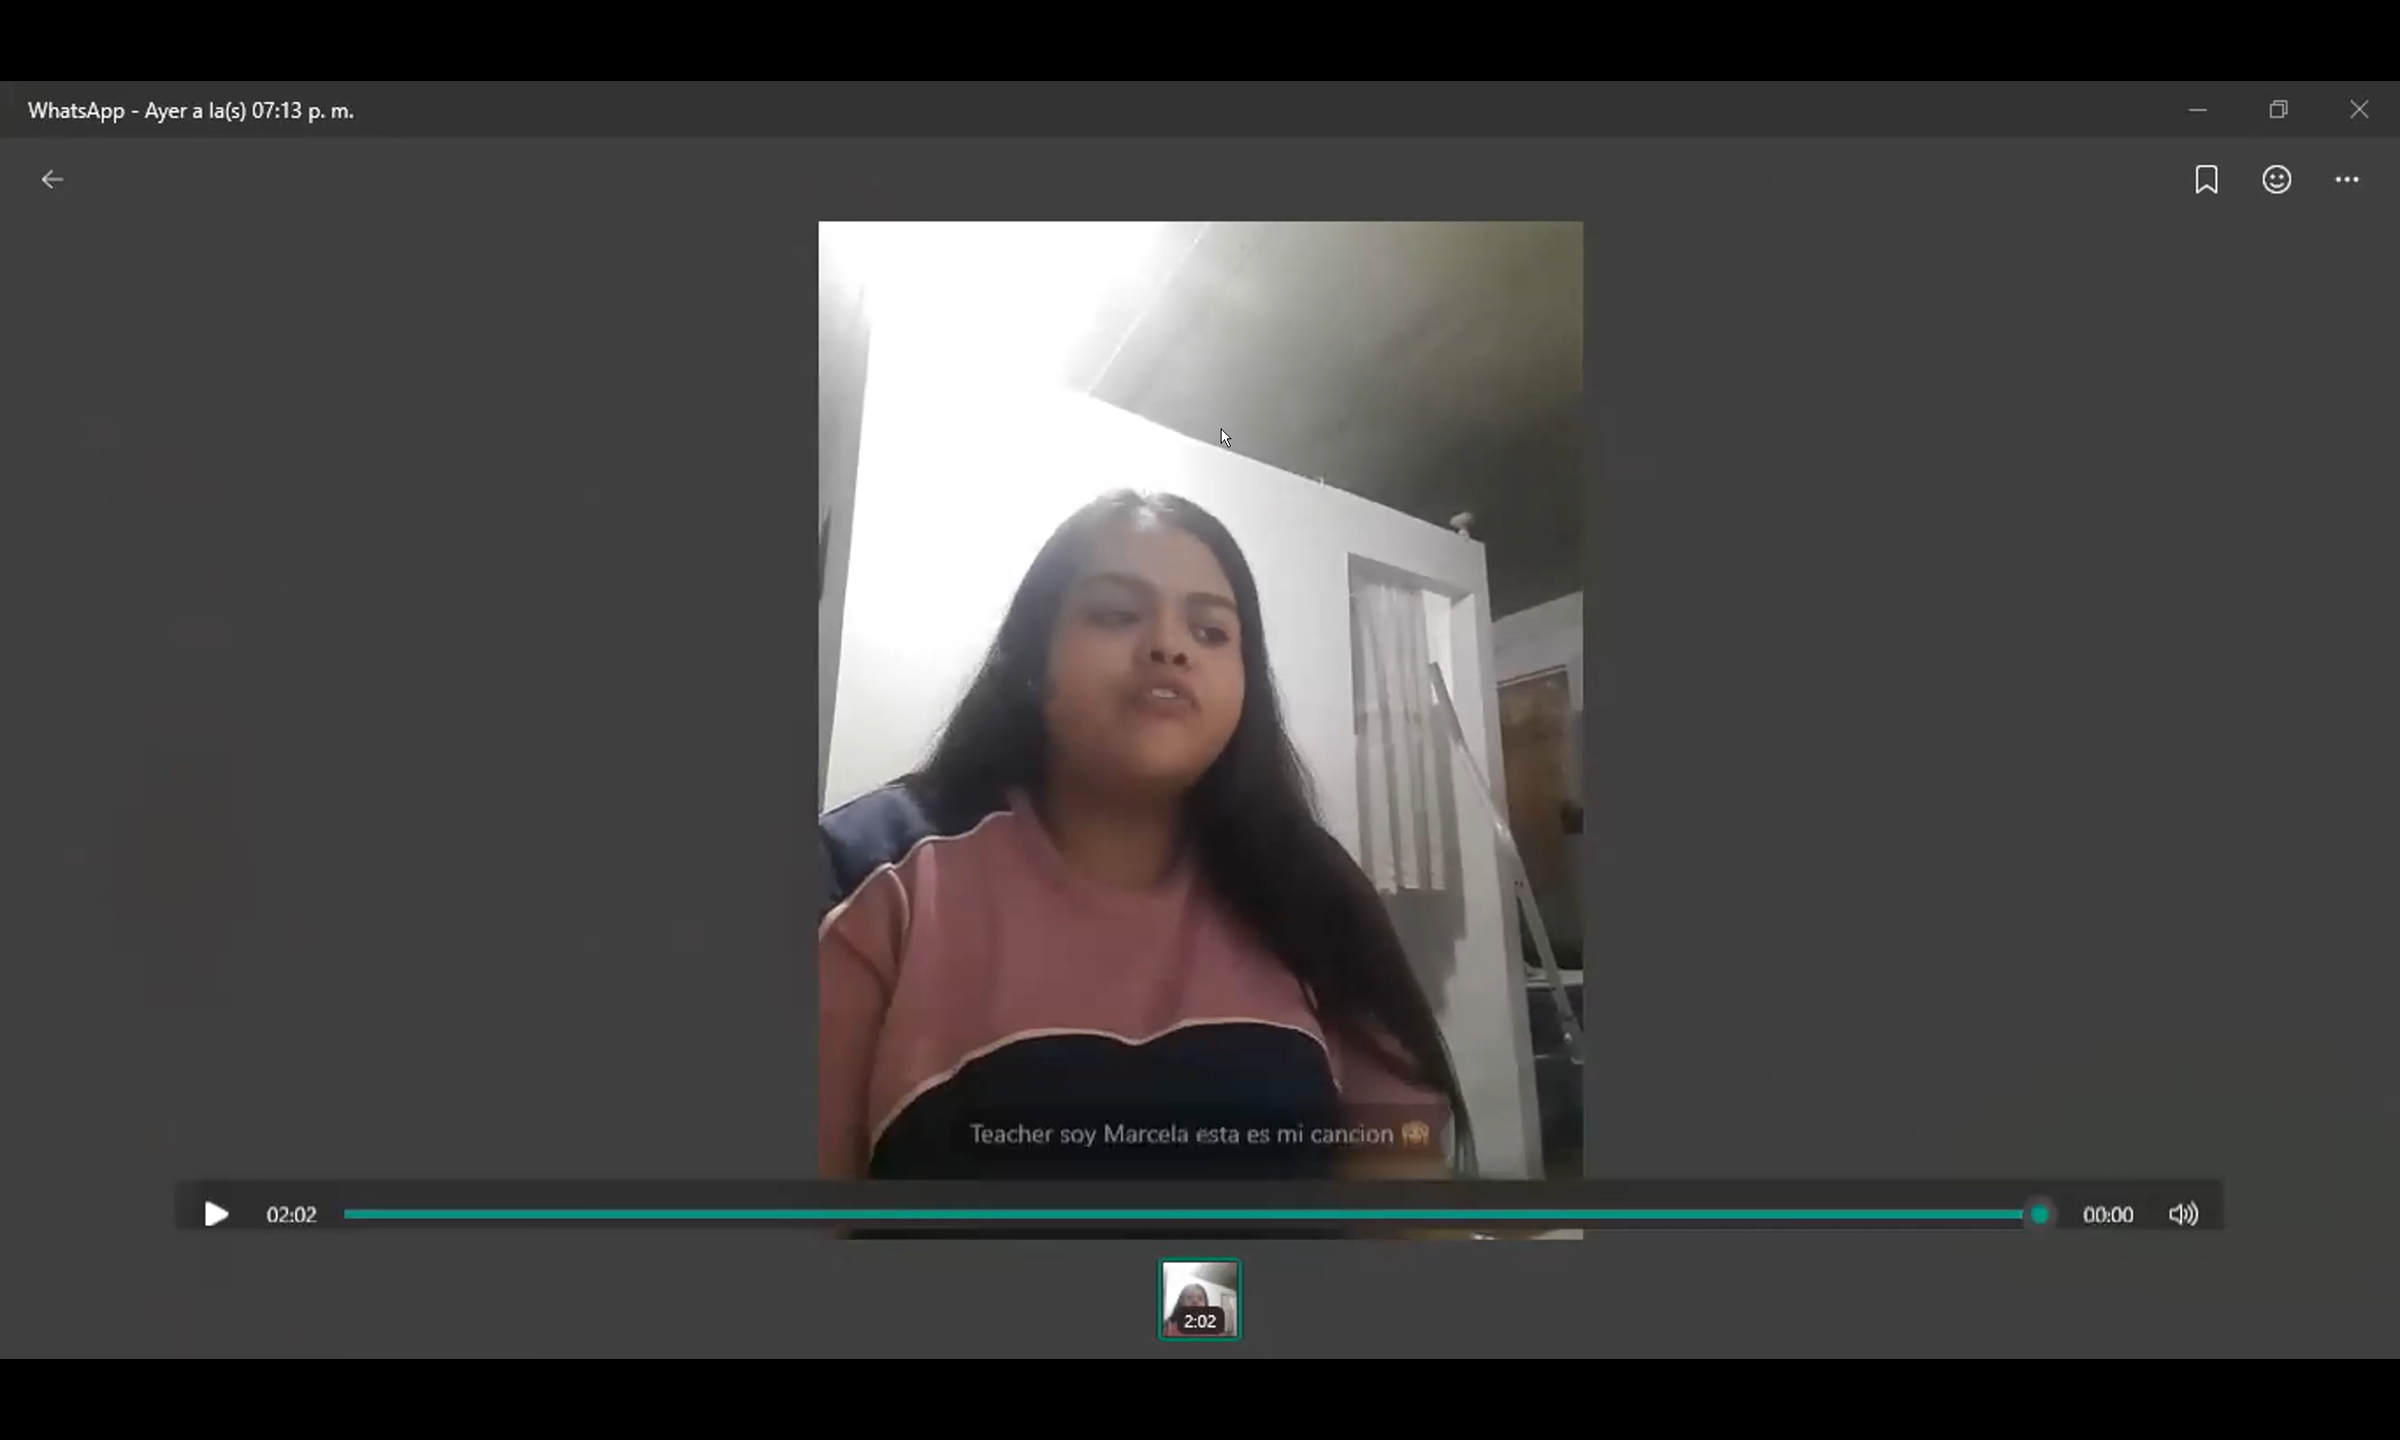 WhatsApp - Ayer a la(s) 07:13 p. m.
Teacher soy Marcela esta es mi cancion 🙈
02:02
00:00
2:02